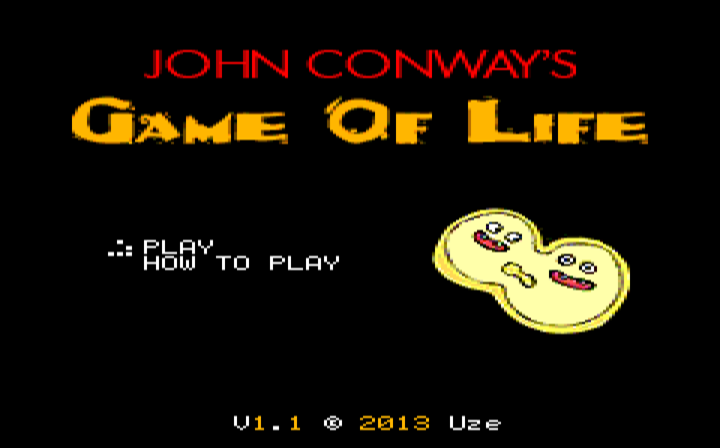 JOHN CONWAY'S
GAME OF LIFE
PLAY
HOW TO PLAY
V1.1 © 2013 Uze